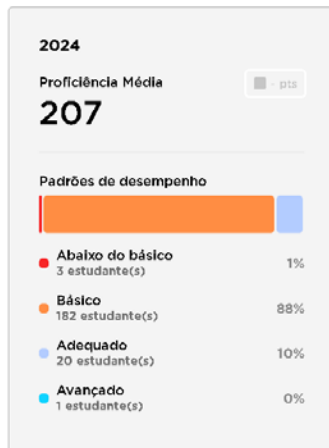 2024
Proficiência Média
- pts
207
Padrões de desempenho
Abaixo do básico
3 estudante(s)
1%
Básico
182 estudante(s)
88%
Adequado
20 estudante(s)
10%
Avançado
1 estudante(s)
0%